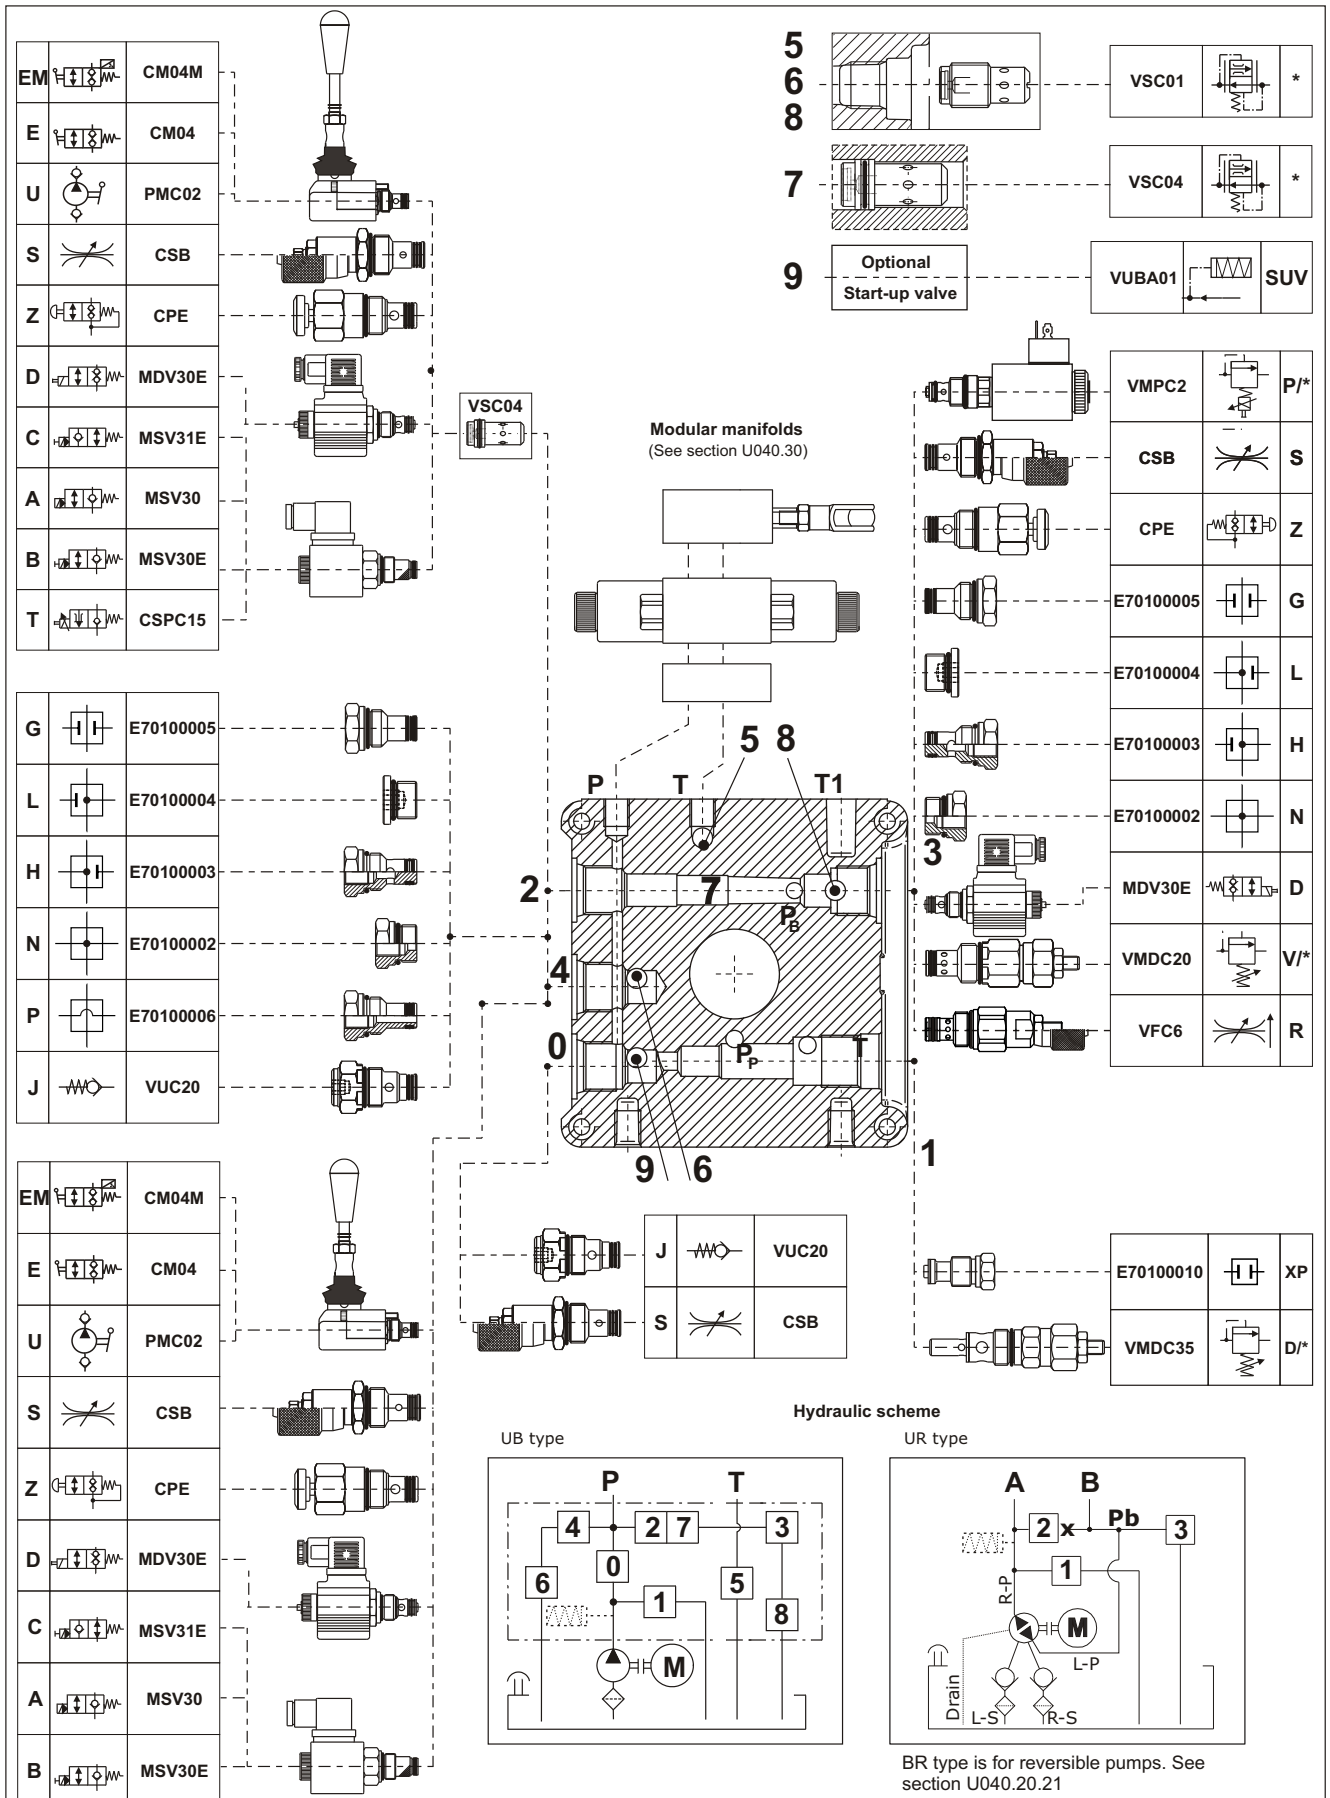 EM CM04M
E CM04
U PMC02
S CSB
Z CPE
D MDV30E
C MSV31E
A MSV30
B MSV30E
T CSPC15
VSC04
G E70100005
L E70100004
H E70100003
N E70100002
P E70100006
J VUC20
EM CM04M
E CM04
U PMC02
S CSB
Z CPE
D MDV30E
C MSV31E
A MSV30
B MSV30E
5
6
8
VSC01 *
7 VSC04 *
9 Optional
Start-up valve
VUBA01 SUV
Modular manifolds
(See section U040.30)
VMPC2 P/*
CSB S
CPE Z
E70100005 G
E70100004 L
E70100003 H
E70100002 N
MDV30E D
VMDC20 V/*
VFC6 R
5 8
P T T1
3
2 7
PB
4
0
PP T
1
9 6
J VUC20
S CSB
E70100010 XP
VMDC35 D/*
Hydraulic scheme
UB type
P T
4 2 7 3
0
6 1 5
8
M
UR type
A B
Pb
2 x 3
1
R-P
M
L-P
Drain
L-S R-S
BR type is for reversible pumps. See
section U040.20.21